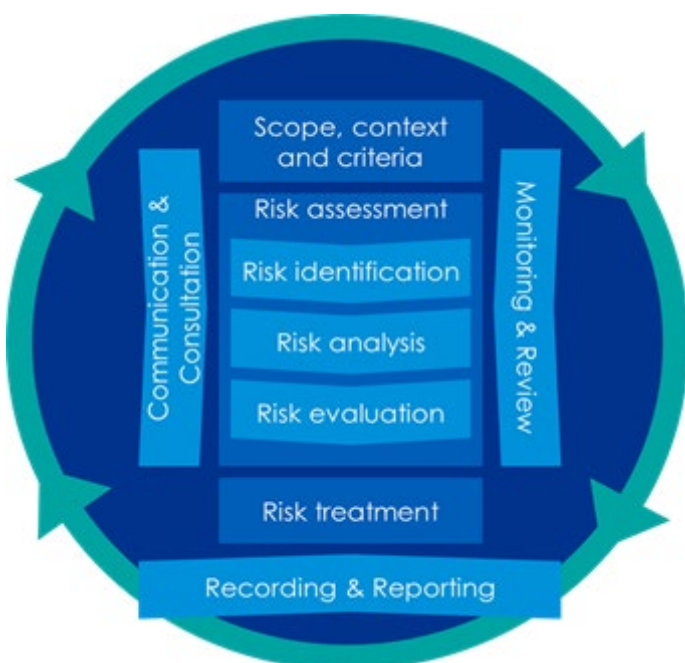 Scope, context
and criteria
Risk assessment
Risk identification
Risk analysis
Risk evaluation
Risk treatment
Communication &
Consultation
Monitoring & Review
Recording & Reporting